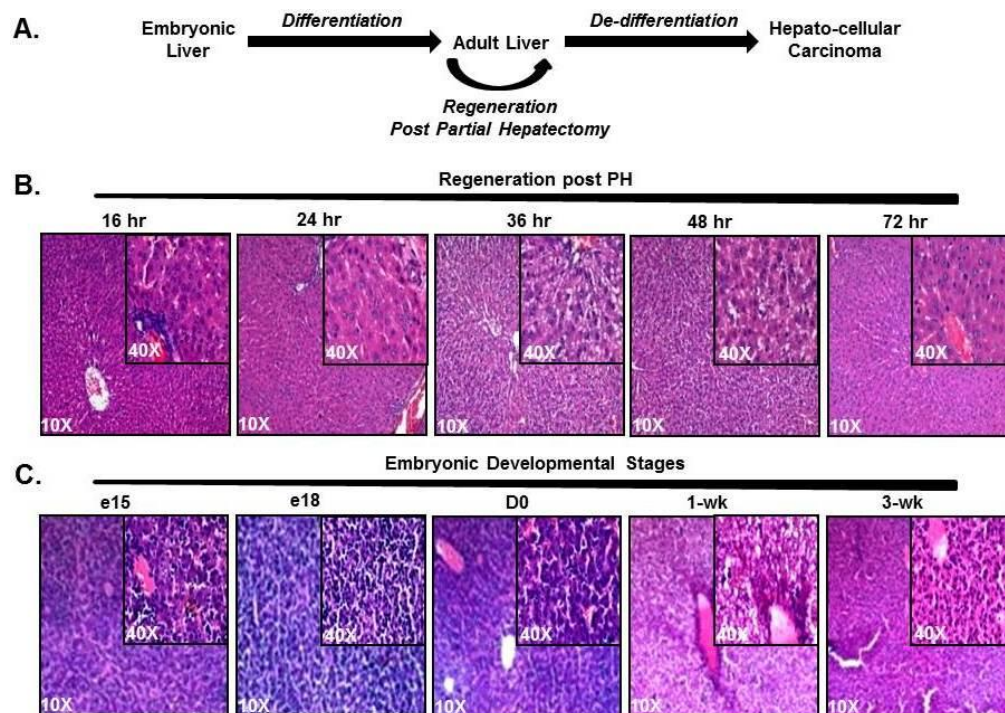 A.
Embryonic
Liver
Differentiation
Adult Liver
De-differentiation
Hepato-cellular
Carcinoma
Regeneration
Post Partial Hepatectomy
B.
Regeneration post PH
16 hr 24 hr 36 hr 48 hr 72 hr
40X 40X 40X 40X 40X
10X 10X 10X 10X 10X
C.
Embryonic Developmental Stages
e15 e18 D0 1-wk 3-wk
40X 40X 40X 40X 40X
10X 10X 10X 10X 10X